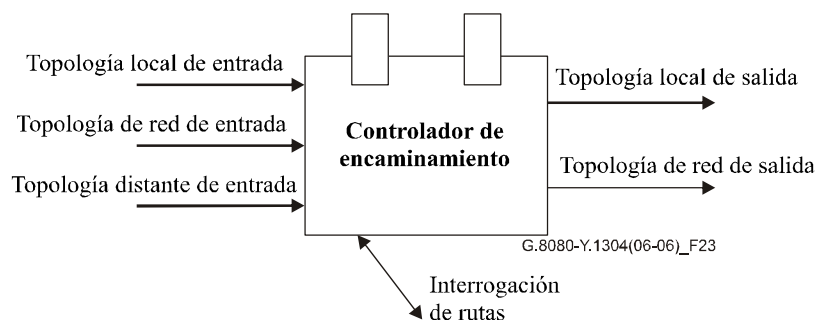 Topología local de entrada
Topología de red de entrada
Topología distante de entrada
Controlador de
encaminamiento
Topología local de salida
Topología de red de salida
G.8080-Y.1304(06-06)_F23
Interrogación
de rutas